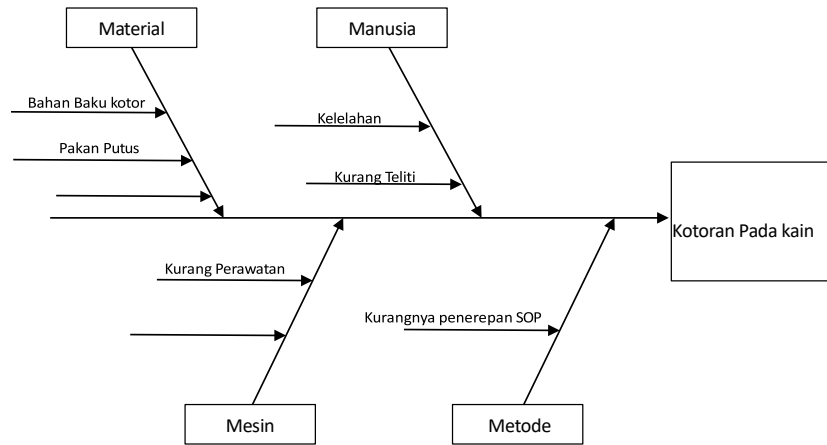 Material
Manusia
Bahan Baku kotor
Kelelahan
Pakan Putus
Kurang Teliti
Kotoran Pada kain
Kurang Perawatan
Kurangnya penerepan SOP
Mesin
Metode